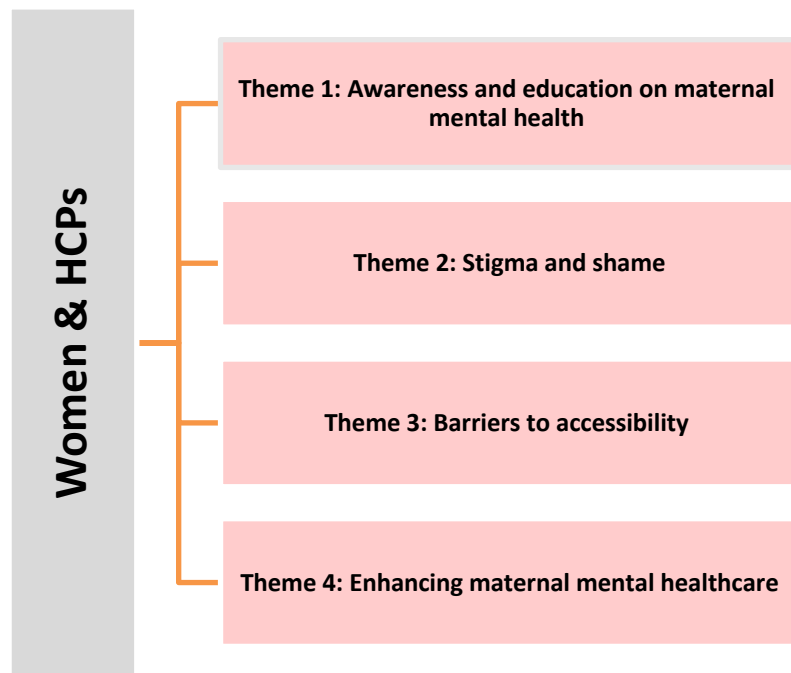 Women & HCPs
Theme 1: Awareness and education on maternal
mental health
Theme 2: Stigma and shame
Theme 3: Barriers to accessibility
Theme 4: Enhancing maternal mental healthcare